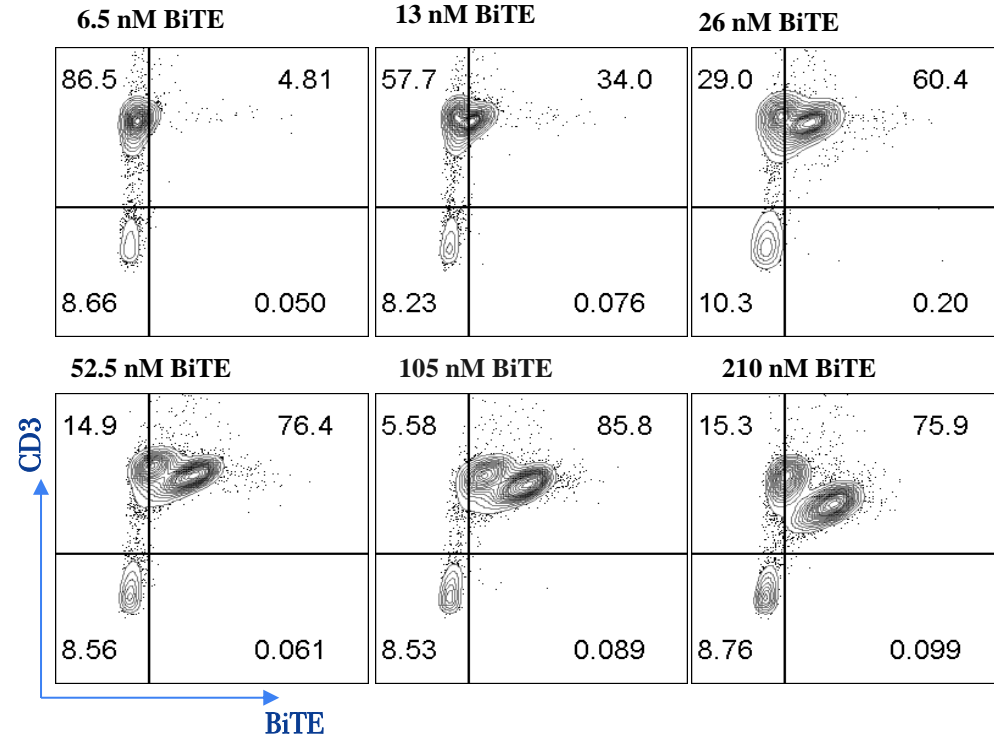 6.5 nM BiTE
13 nM BiTE
26 nM BiTE
86.5 4.81
57.7 34.0
29.0 60.4
8.66 0.050
8.23 0.076
10.3 0.20
52.5 nM BiTE
105 nM BiTE
210 nM BiTE
14.9 76.4
5.58 85.8
15.3 75.9
8.56 0.061
8.53 0.089
8.76 0.099
CD3
BiTE